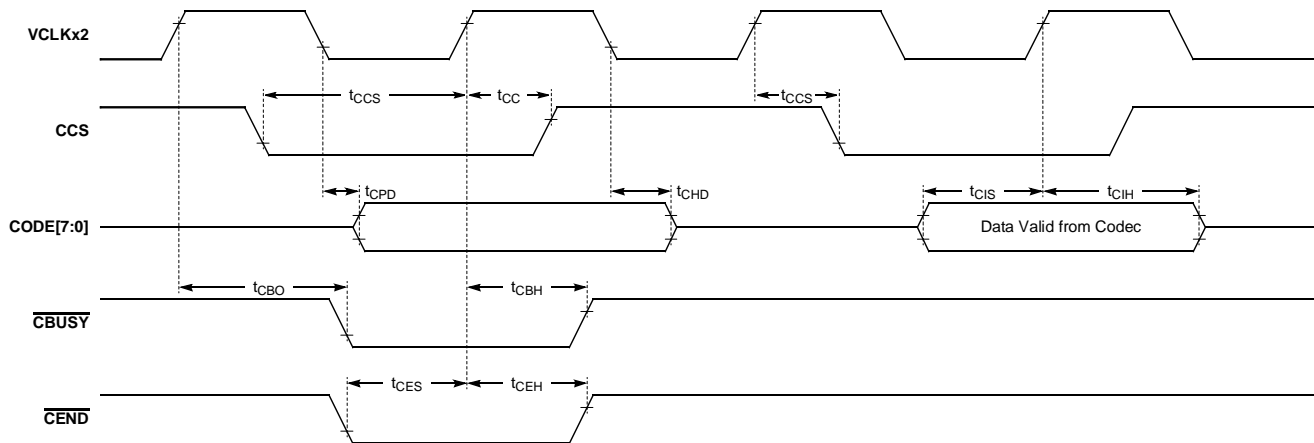 VCLKx2
tCCS
tCC
tCCS
CCS
tCPD
tCHD
tCIS
tCIH
CODE[7:0]
Data Valid from Codec
tCBO
tCBH
CBUSY
tCES
tCEH
CEND